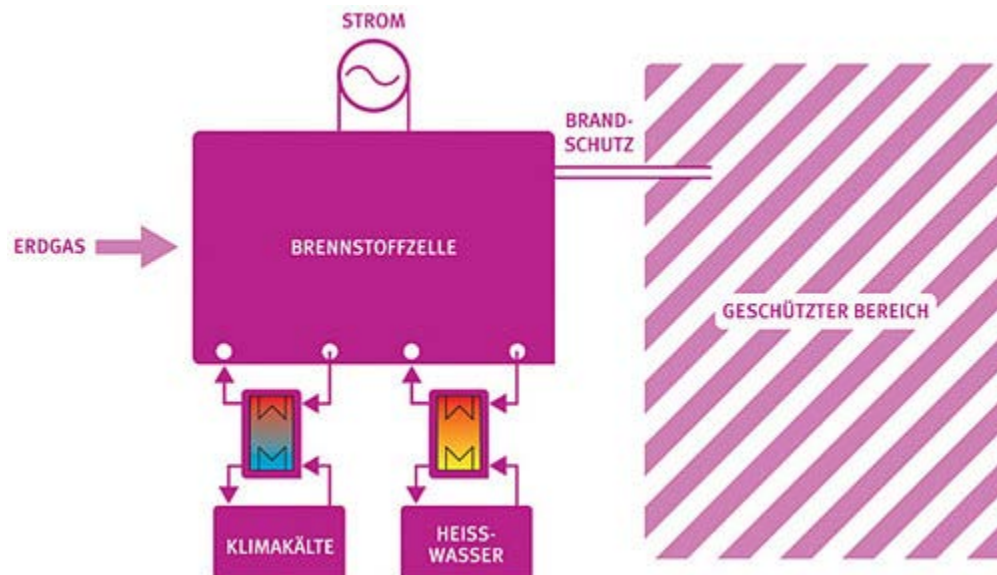 STROM
BRAND-
SCHUTZ
ERDGAS
BRENNSTOFFZELLE
GESCHÜTZTER BEREICH
KLIMAKÄLTE
HEISS-
WASSER